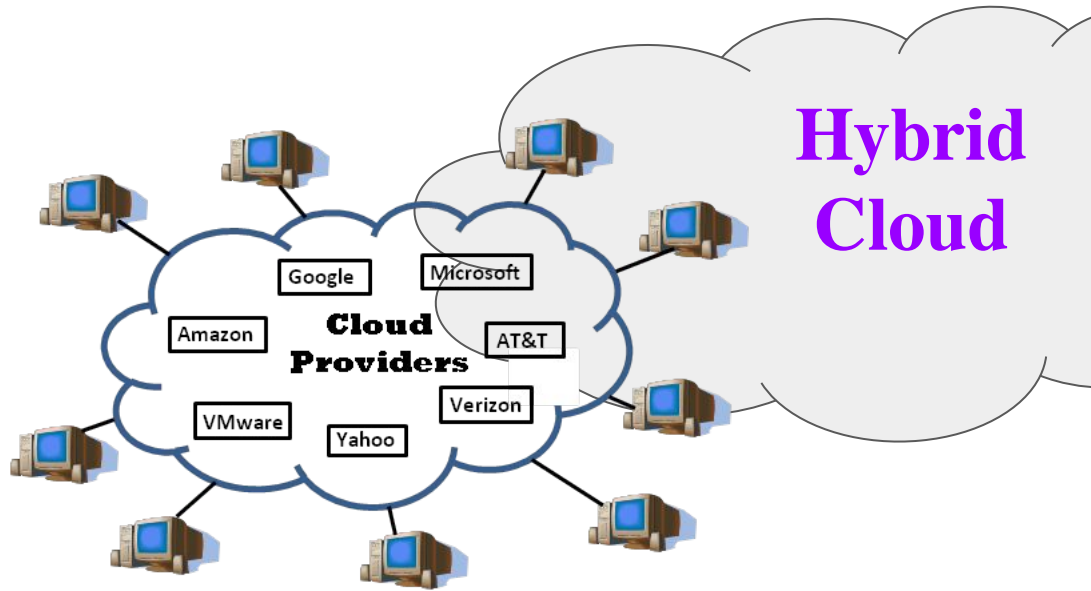 Hybrid
Cloud
Google
Microsoft
Amazon
Cloud
Providers
AT&T
VMware
Yahoo
Verizon